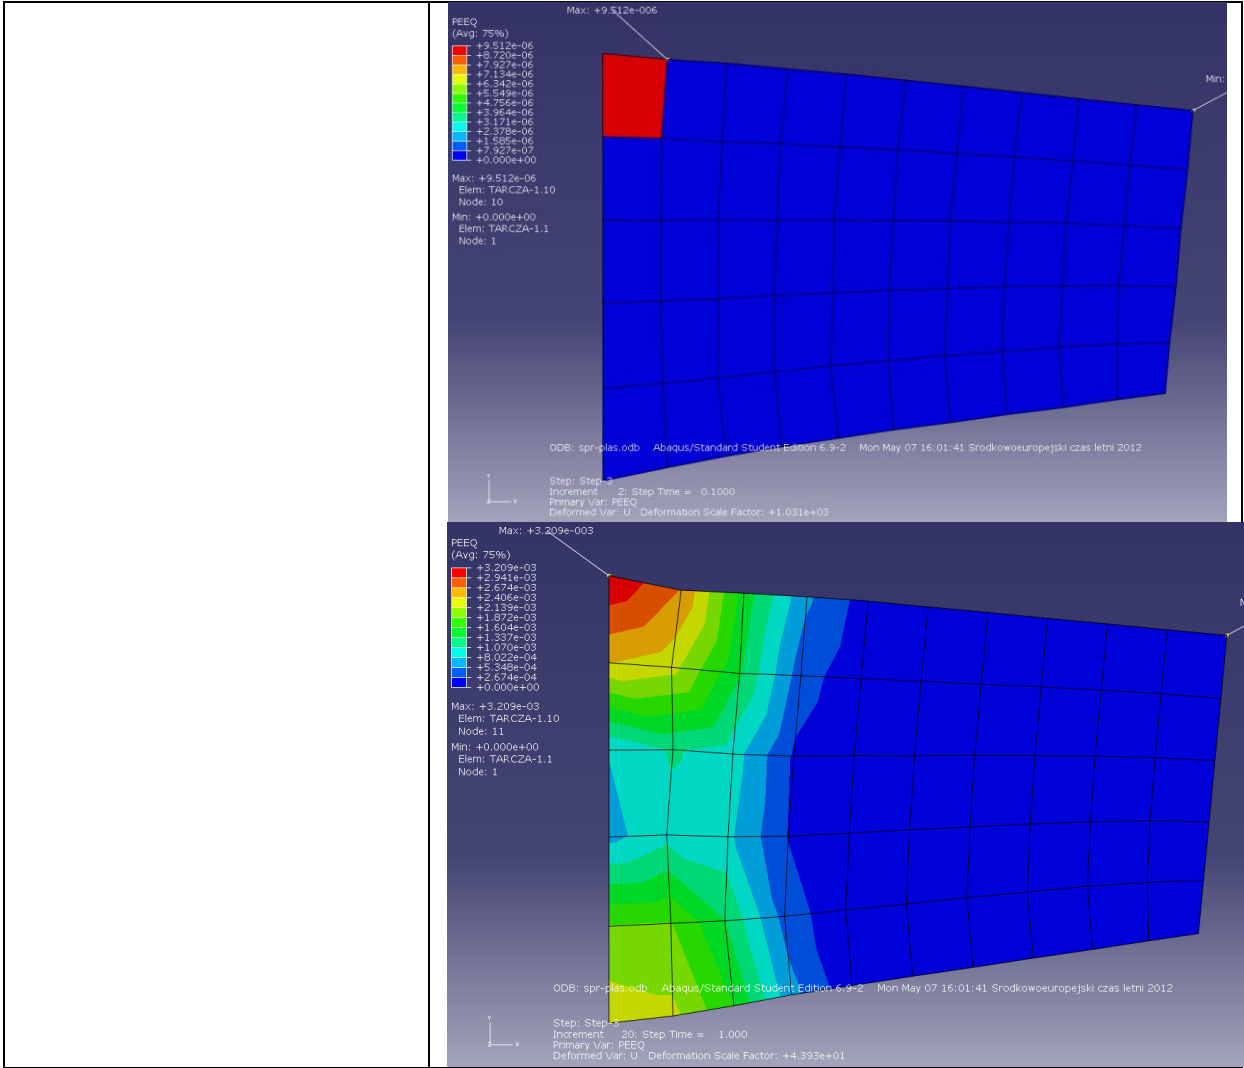 Max: +9.512e-006
PEEQ
(Avg: 75%)
+9.512e-06
+8.720e-06
+7.927e-06
+7.134e-06
+6.342e-06
+5.549e-06
+4.756e-06
+3.964e-06
+3.171e-06
+2.378e-06
+1.585e-06
+7.927e-07
+0.000e+00
Min:
Max: +9.512e-06
Elem: TARCZA-1.10
Node: 10
Min: +0.000e+00
Elem: TARCZA-1.1
Node: 1
ODB: spr-plas.odb Abaqus/Standard Student Edition 6.9-2 Mon May 07 16:01:41 Srodkowoeuropejski czas letni 2012
Y
X
Step: Step-3
Increment 2: Step Time = 0.1000
Primary Var: PEEQ
Deformed Var: U Deformation Scale Factor: +1.031e+03
Max: +3.209e-003
PEEQ
(Avg: 75%)
+3.209e-03
+2.941e-03
+2.674e-03
+2.406e-03
+2.139e-03
+1.872e-03
+1.604e-03
+1.337e-03
+1.070e-03
+8.022e-04
+5.348e-04
+2.674e-04
+0.000e+00
Max: +3.209e-03
Elem: TARCZA-1.10
Node: 11
Min: +0.000e+00
Elem: TARCZA-1.1
Node: 1
ODB: spr-plas.odb Abaqus/Standard Student Edition 6.9-2 Mon May 07 16:01:41 Srodkowoeuropejski czas letni 2012
Y
X
Step: Step-3
Increment 20: Step Time = 1.000
Primary Var: PEEQ
Deformed Var: U Deformation Scale Factor: +4.393e+01